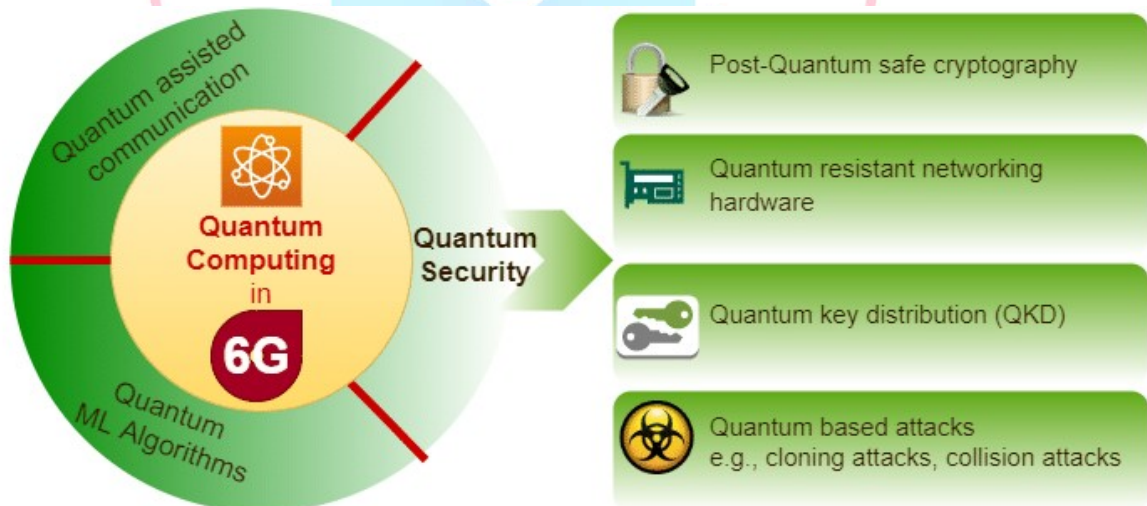 Quantum assisted
communication
Quantum
Computing
in
6G
Quantum
ML Algorithms
Quantum
Security
Post-Quantum safe cryptography
Quantum resistant networking
hardware
Quantum key distribution (QKD)
Quantum based attacks
e.g., cloning attacks, collision attacks